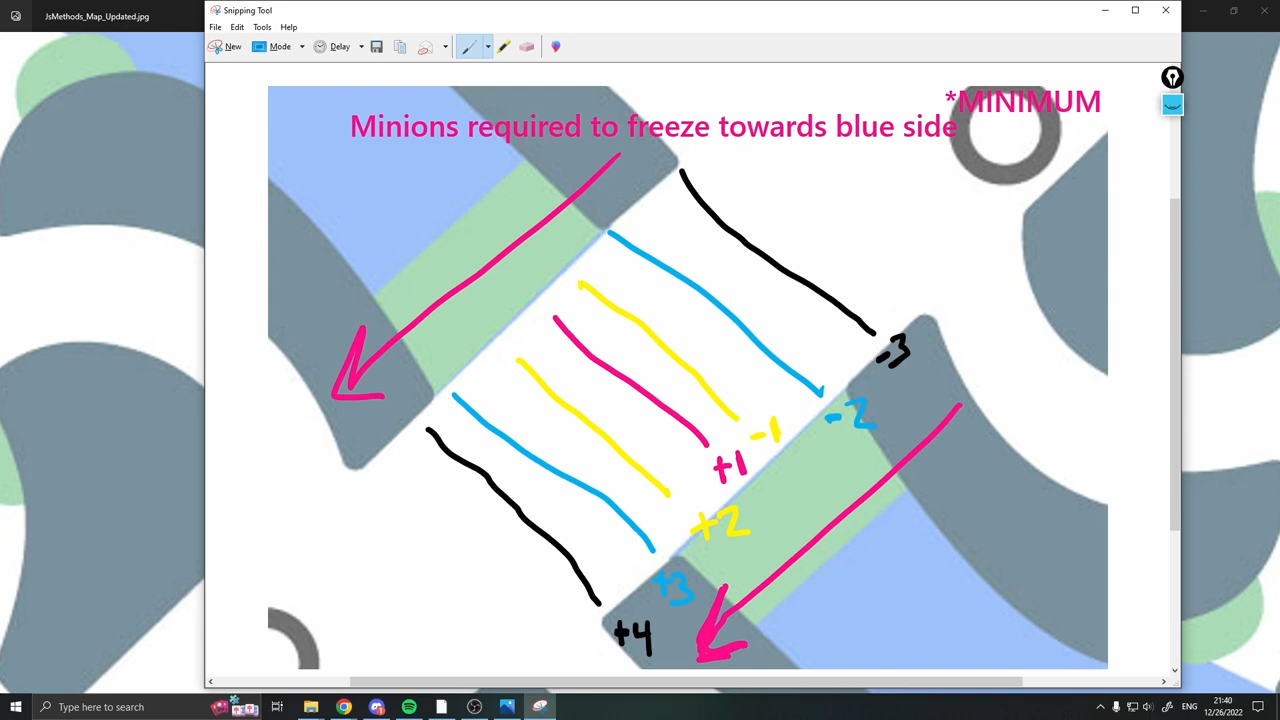 JsMethods_Map_Updated.jpg
Snipping Tool
File Edit Tools Help
New Mode Delay
*MINIMUM
Minions required to freeze towards blue side
-3
-2
-1
+1
+2
+3
+4
Type here to search
ENG
21:40
12/26/2022